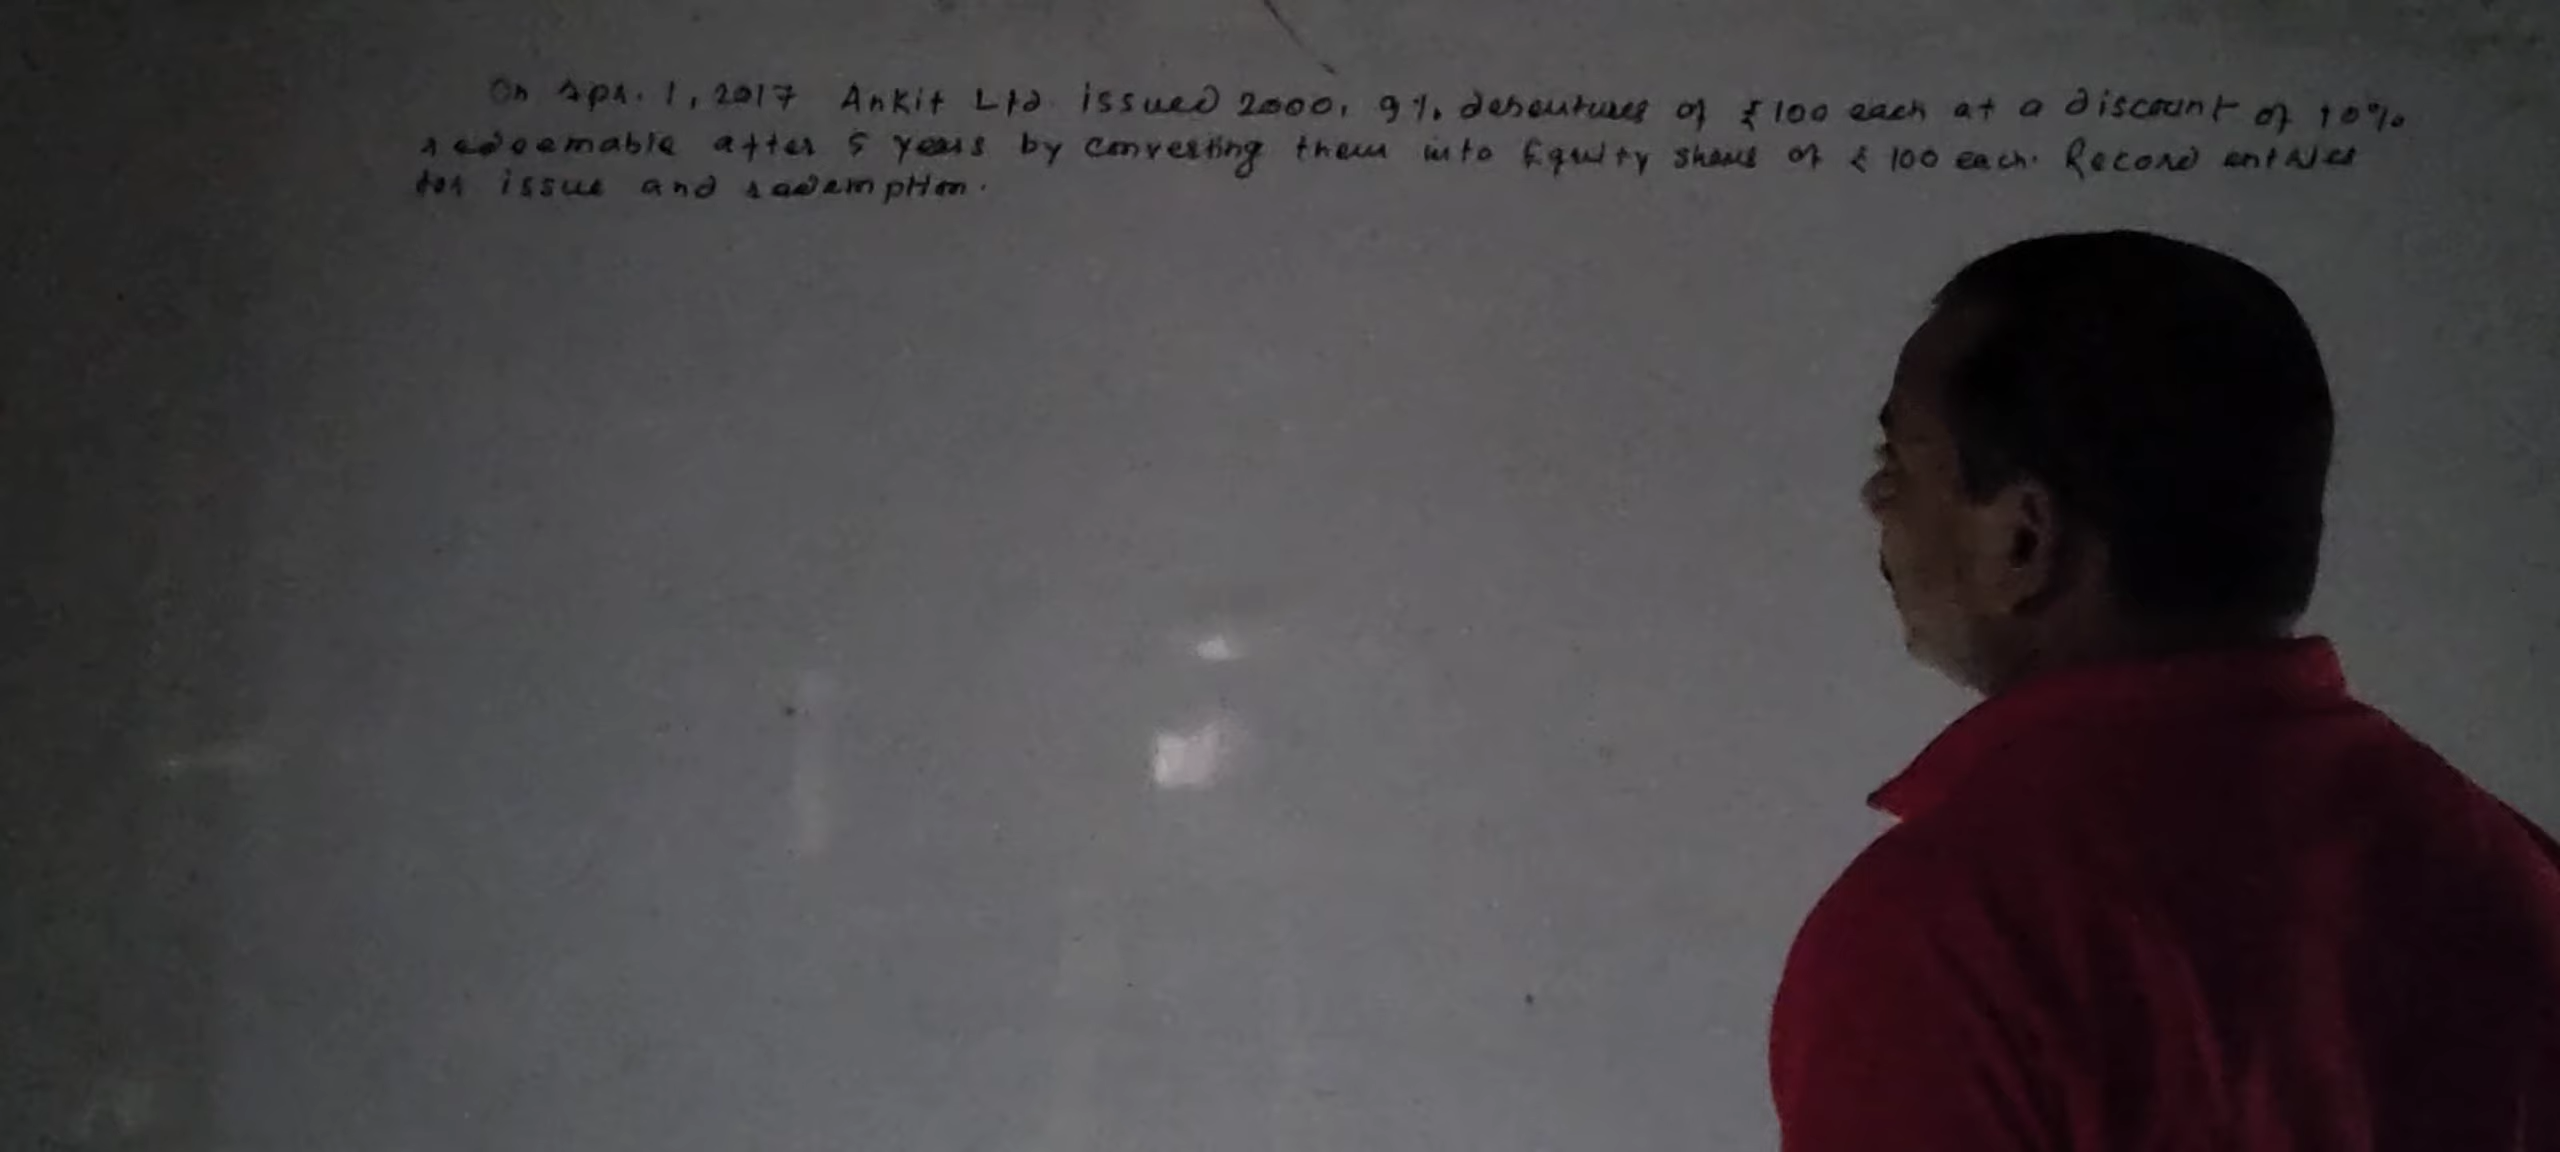 On Apr. 1, 2017 Ankit Ltd. issued 2000, 9% debentures of ₹100 each at a discount of 10%
redeemable after 5 years by converting them into Equity shares of ₹ 100 each. Record entries
for issue and redemption.